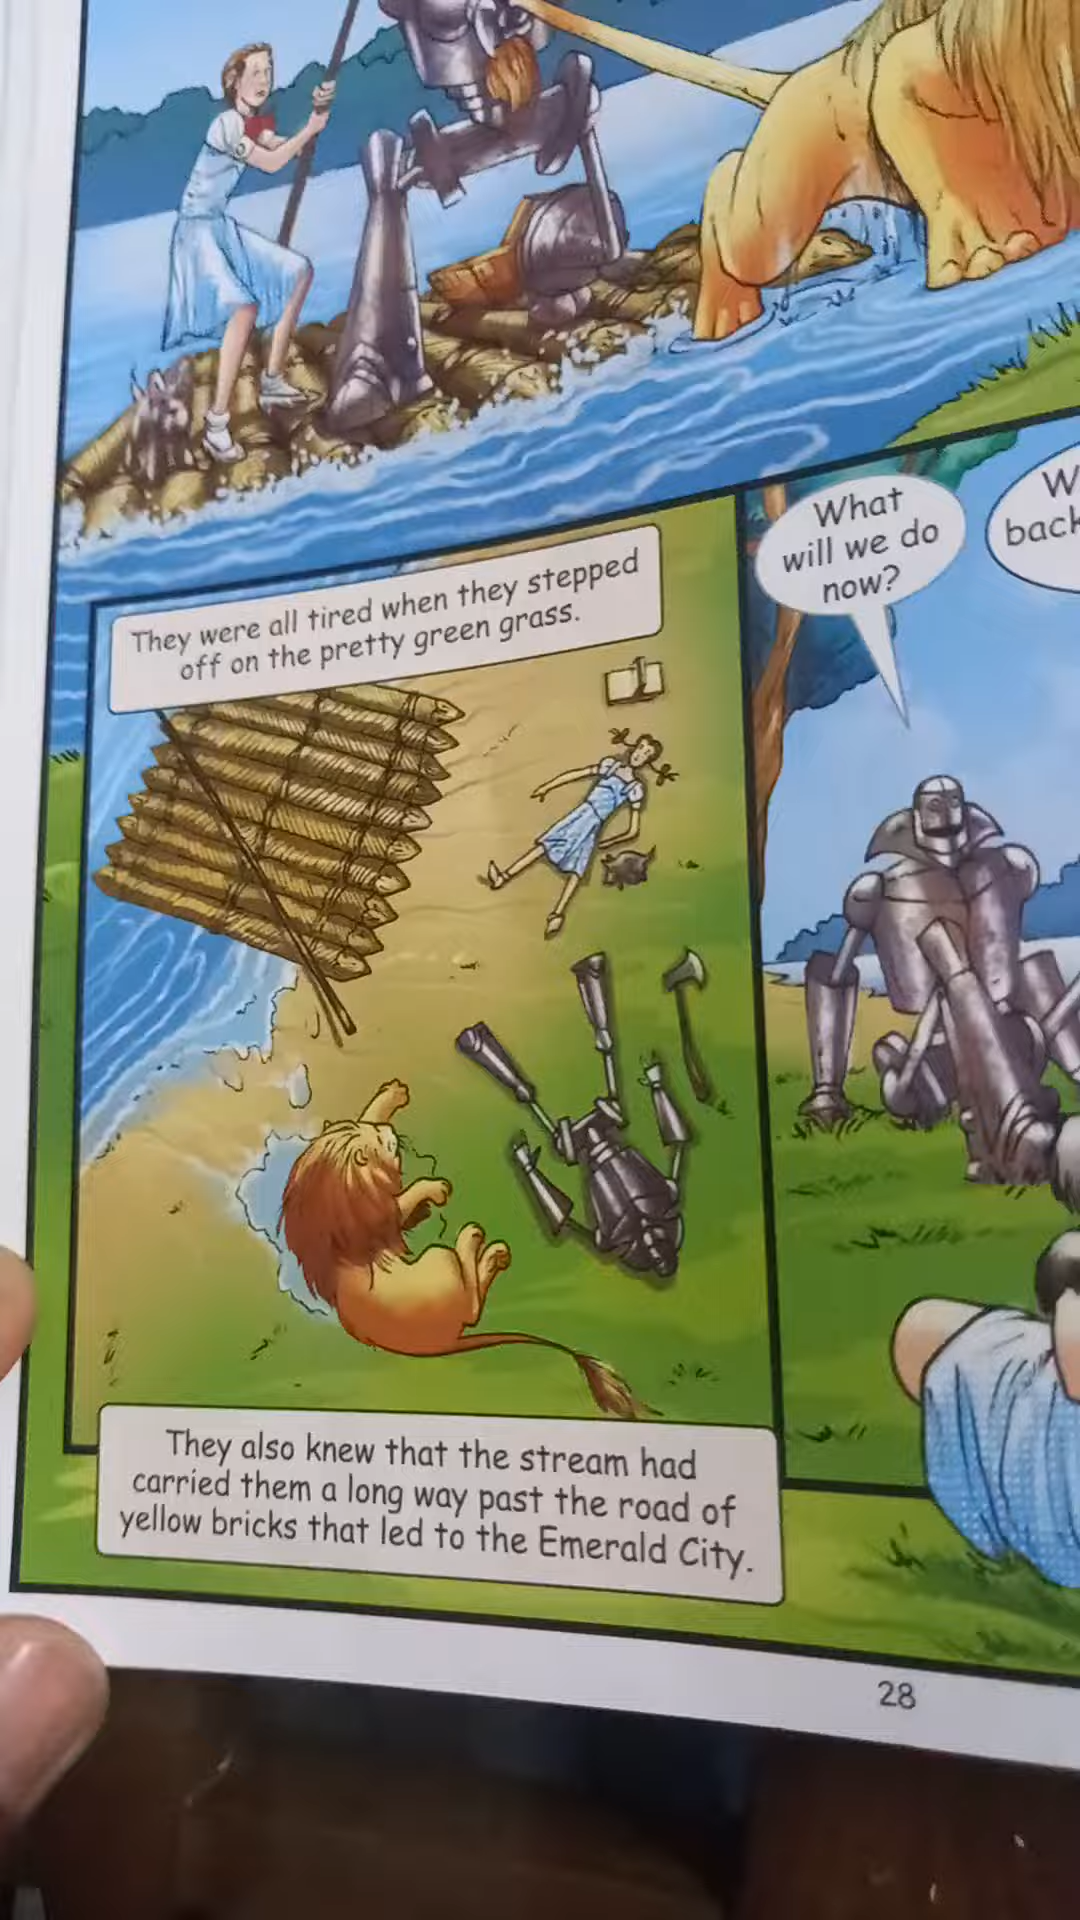 They were all tired when they stepped
off on the pretty green grass.
What
will we do
now?
W
back
They also knew that the stream had
carried them a long way past the road of
yellow bricks that led to the Emerald City.
28